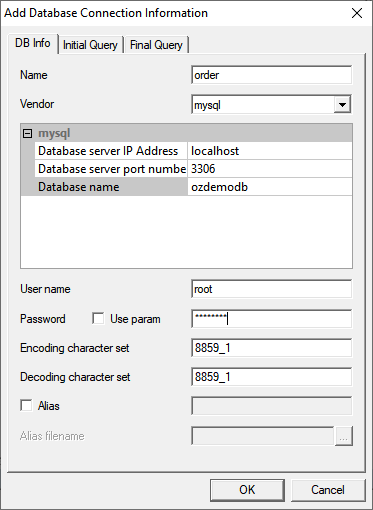 Add Database Connection Information
DB Info Initial Query Final Query
Name order
Vendor mysql
mysql
Database server IP Address localhost
Database server port numbe 3306
Database name ozdemodb
User name root
Password Use param ********
Encoding character set 8859_1
Decoding character set 8859_1
Alias
Alias filename ...
OK Cancel